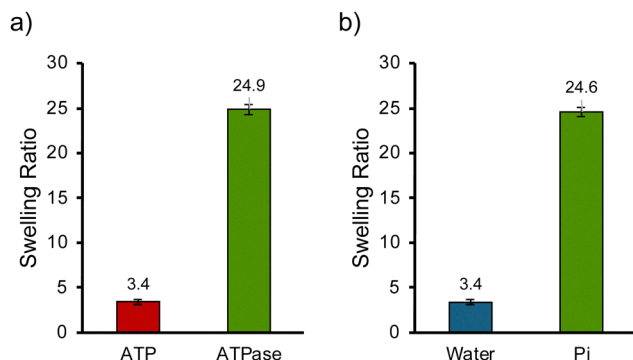 a)
Swelling Ratio
30
25
20
15
10
5
0
3.4
24.9
ATP
ATPase
b)
Swelling Ratio
30
25
20
15
10
5
0
3.4
24.6
Water
Pi